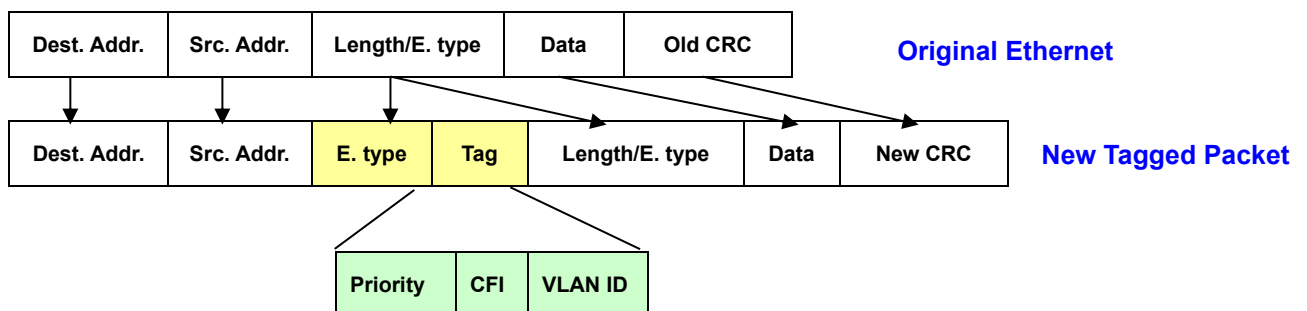 Dest. Addr. Src. Addr. Length/E. type Data Old CRC Original Ethernet
Dest. Addr. Src. Addr. E. type Tag Length/E. type Data New CRC New Tagged Packet
Priority CFI VLAN ID